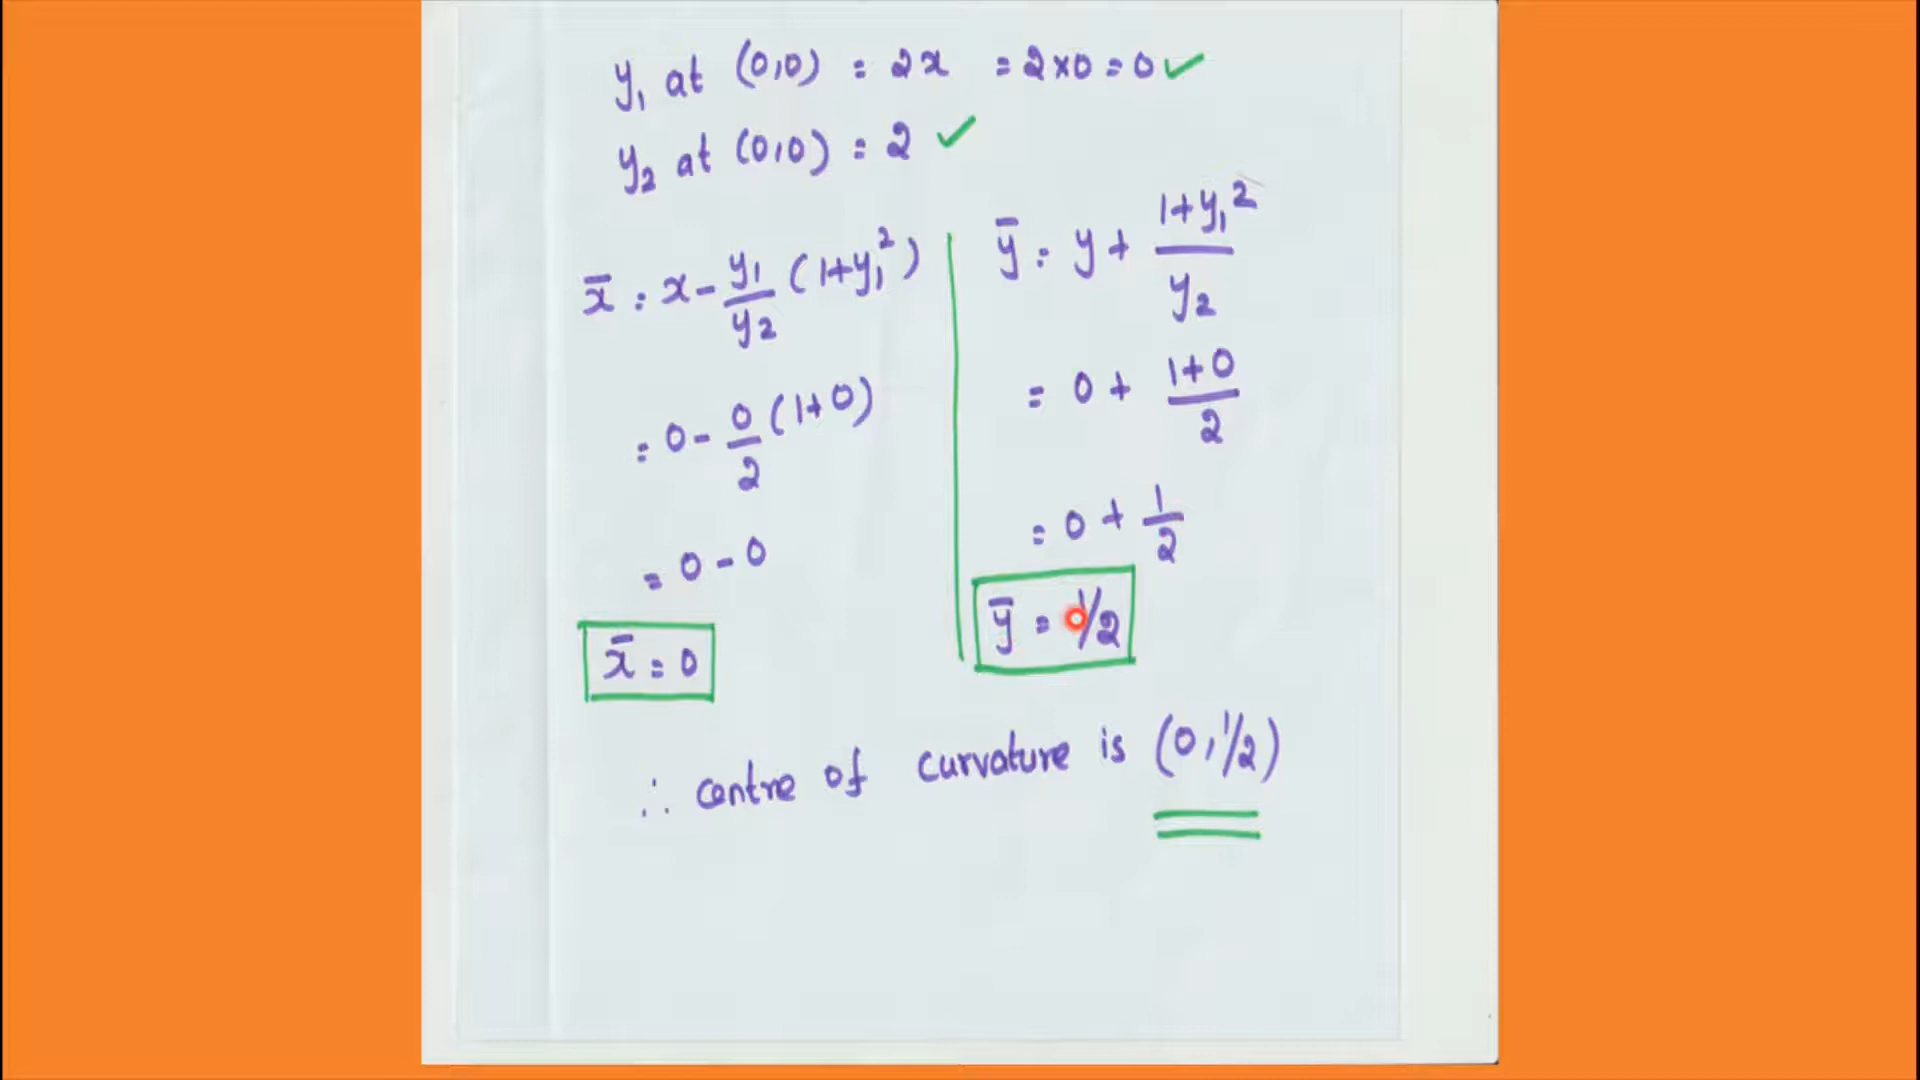 y₁ at (0,0) = 2x = 2×0 = 0 ✓
y₂ at (0,0) = 2 ✓
x̄ = x - y₁/y₂ (1+y₁²)
= 0 - 0/2 (1+0)
= 0 - 0
x̄ = 0
ȳ = y + (1+y₁²)/y₂
= 0 + (1+0)/2
= 0 + 1/2
ȳ = 1/2
∴ centre of curvature is (0, 1/2)